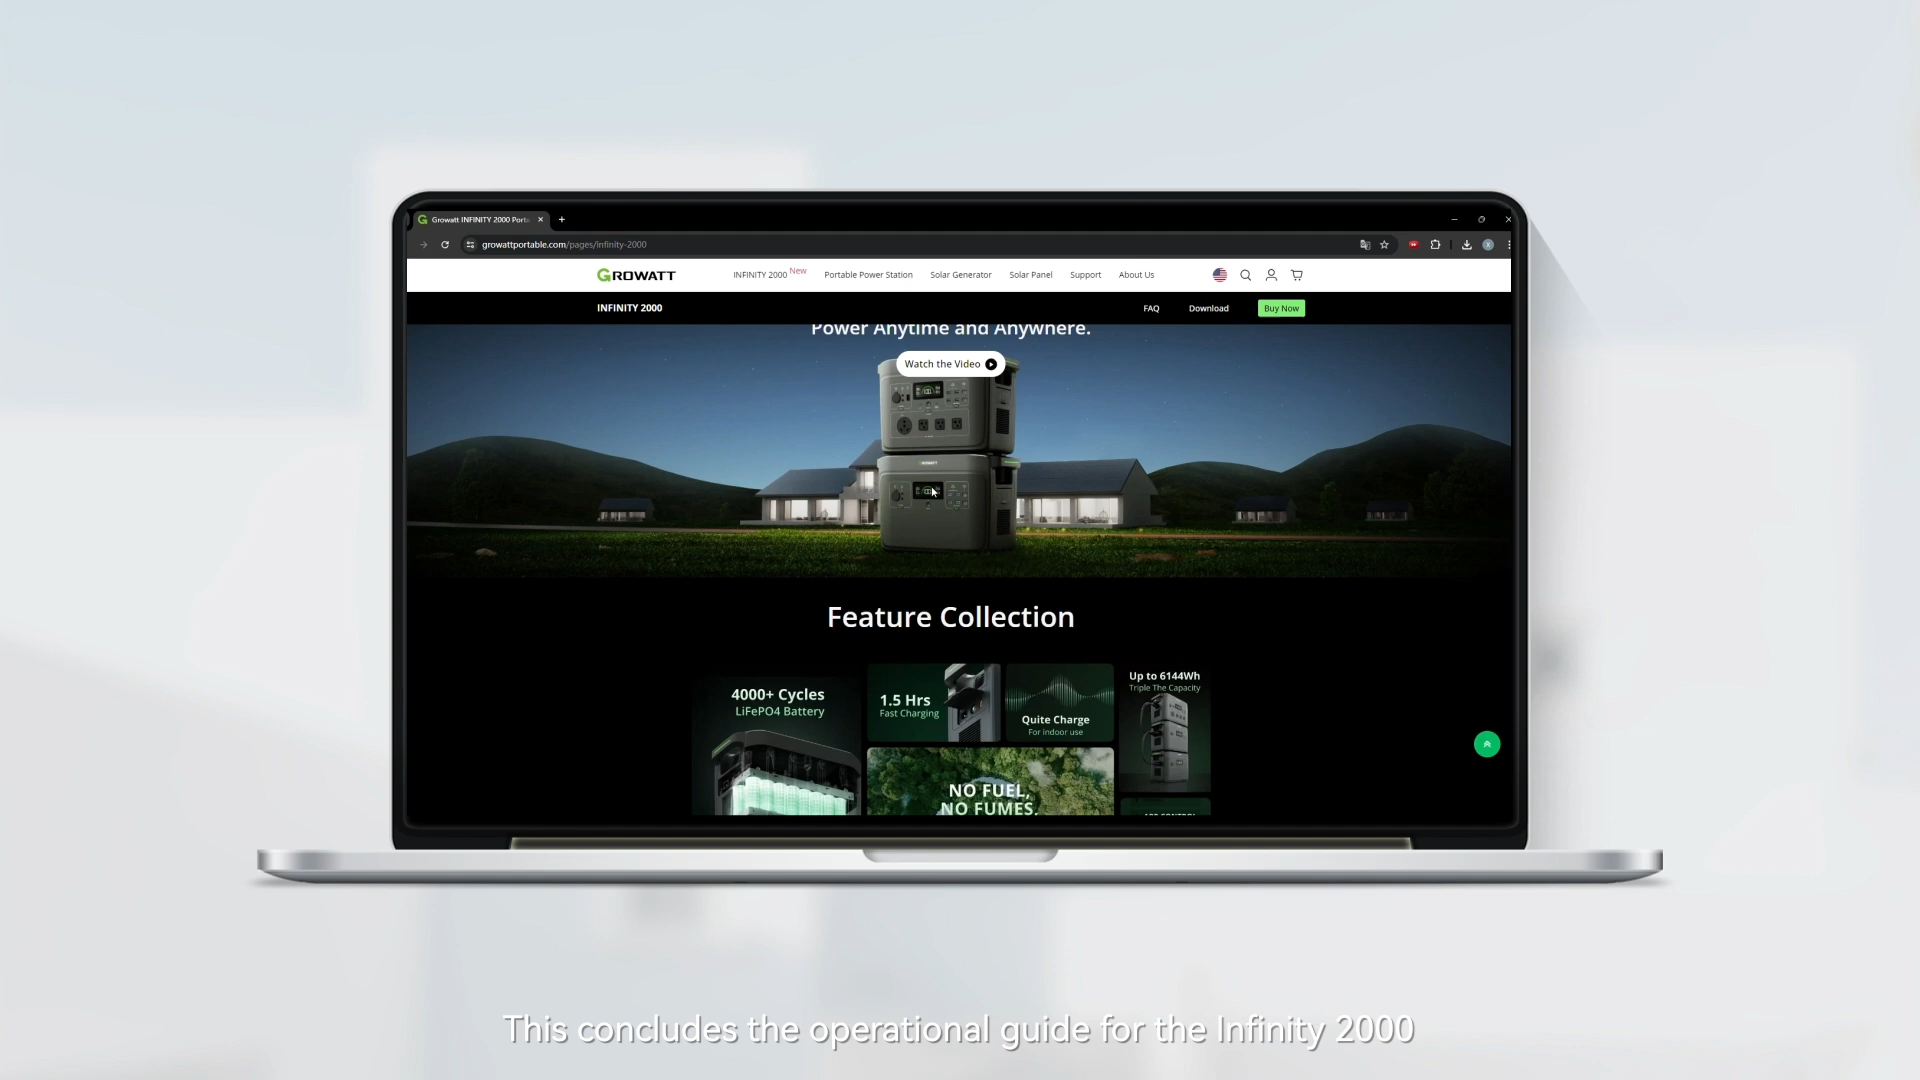 Growatt INFINITY 2000 Porta
growattportable.com/pages/infinity-2000
GROWATT
INFINITY 2000 New
Portable Power Station
Solar Generator
Solar Panel
Support
About Us
INFINITY 2000
FAQ
Download
Buy Now
Power Anytime and Anywhere.
Watch the Video
GROWATT
Feature Collection
4000+ Cycles
LiFePO4 Battery
1.5 Hrs
Fast Charging
Quite Charge
For indoor use
Up to 6144Wh
Triple The Capacity
NO FUEL,
NO FUMES.
APP CONTROL
This concludes the operational guide for the Infinity 2000